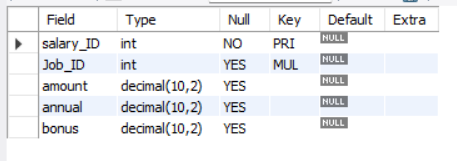 Field Type Null Key Default Extra
salary_ID int NO PRI NULL
Job_ID int YES MUL NULL
amount decimal(10,2) YES NULL
annual decimal(10,2) YES NULL
bonus decimal(10,2) YES NULL